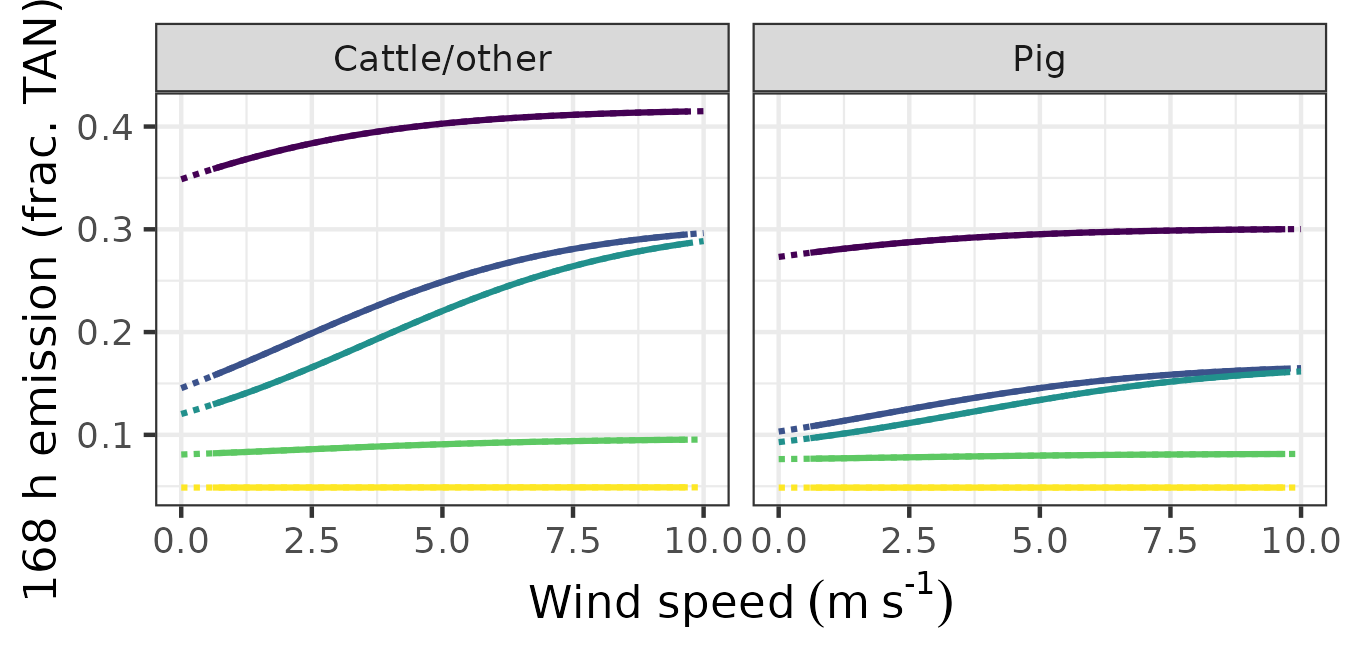 Cattle/other
Pig
168 h emission (frac. TAN)
0.4
0.3
0.2
0.1
0.0 2.5 5.0 7.5 10.0
0.0 2.5 5.0 7.5 10.0
Wind speed (m s⁻¹)